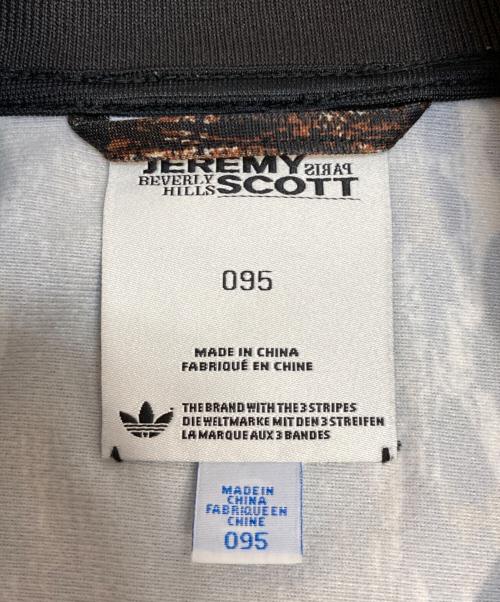 JEREMY PARIS
BEVERLY HILLS SCOTT
095
MADE IN CHINA
FABRIQUÉ EN CHINE
THE BRAND WITH THE 3 STRIPES
DIE WELTMARKE MIT DEN 3 STREIFEN
LA MARQUE AUX 3 BANDES
MADE IN
CHINA
FABRIQUE EN
CHINE
095